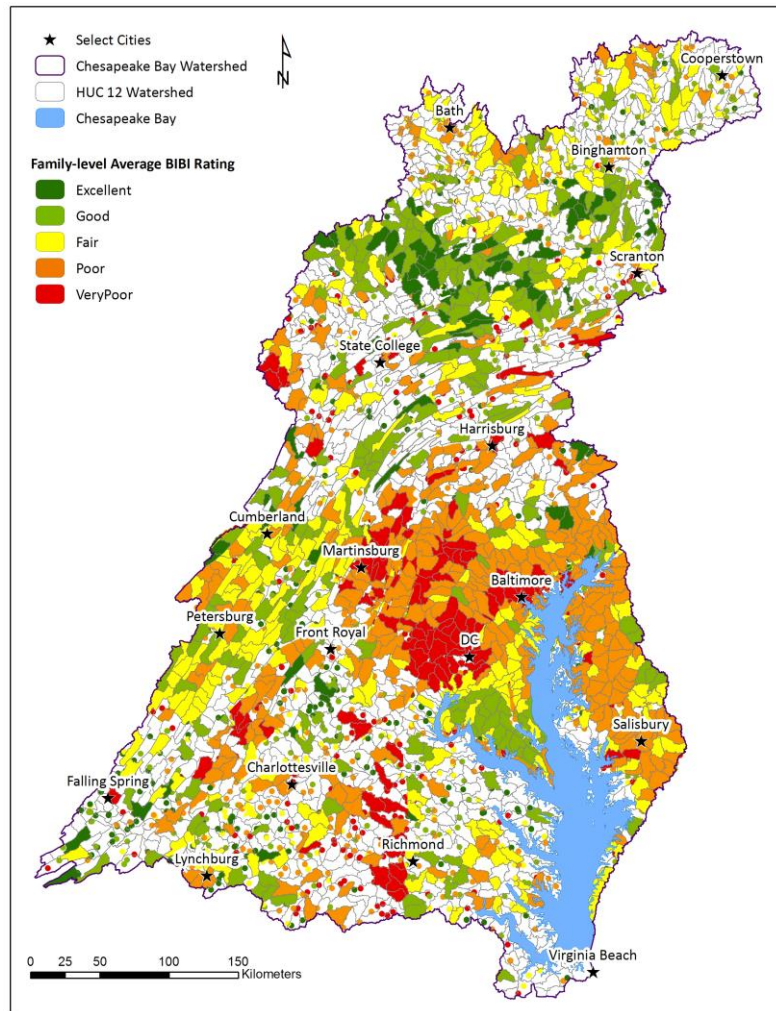 Select Cities
Chesapeake Bay Watershed
HUC 12 Watershed
Chesapeake Bay
N
Family-level Average BIBI Rating
Excellent
Good
Fair
Poor
VeryPoor
Cooperstown
Bath
Binghamton
Scranton
State College
Harrisburg
Cumberland
Martinsburg
Baltimore
Petersburg
Front Royal
DC
Salisbury
Charlottesville
Falling Spring
Richmond
Lynchburg
Virginia Beach
0 25 50 100 150
Kilometers